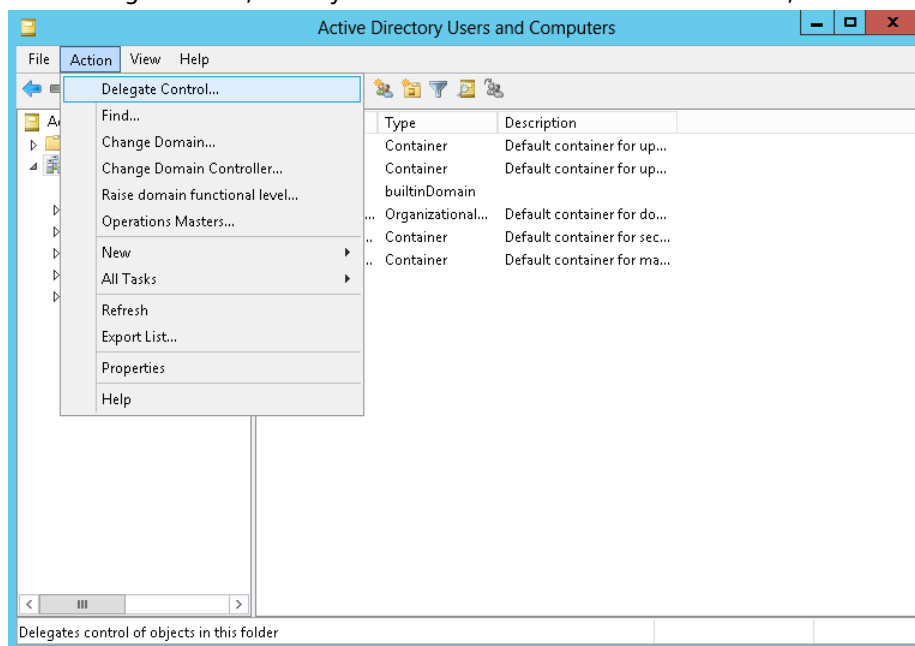 Active Directory Users and Computers
File Action View Help
Delegate Control...
Find...
Change Domain...
Change Domain Controller...
Raise domain functional level...
Operations Masters...
New
All Tasks
Refresh
Export List...
Properties
Help
Type Description
Container Default container for up...
Container Default container for up...
builtinDomain
... Organizational... Default container for do...
.. Container Default container for sec...
.. Container Default container for ma...
Delegates control of objects in this folder